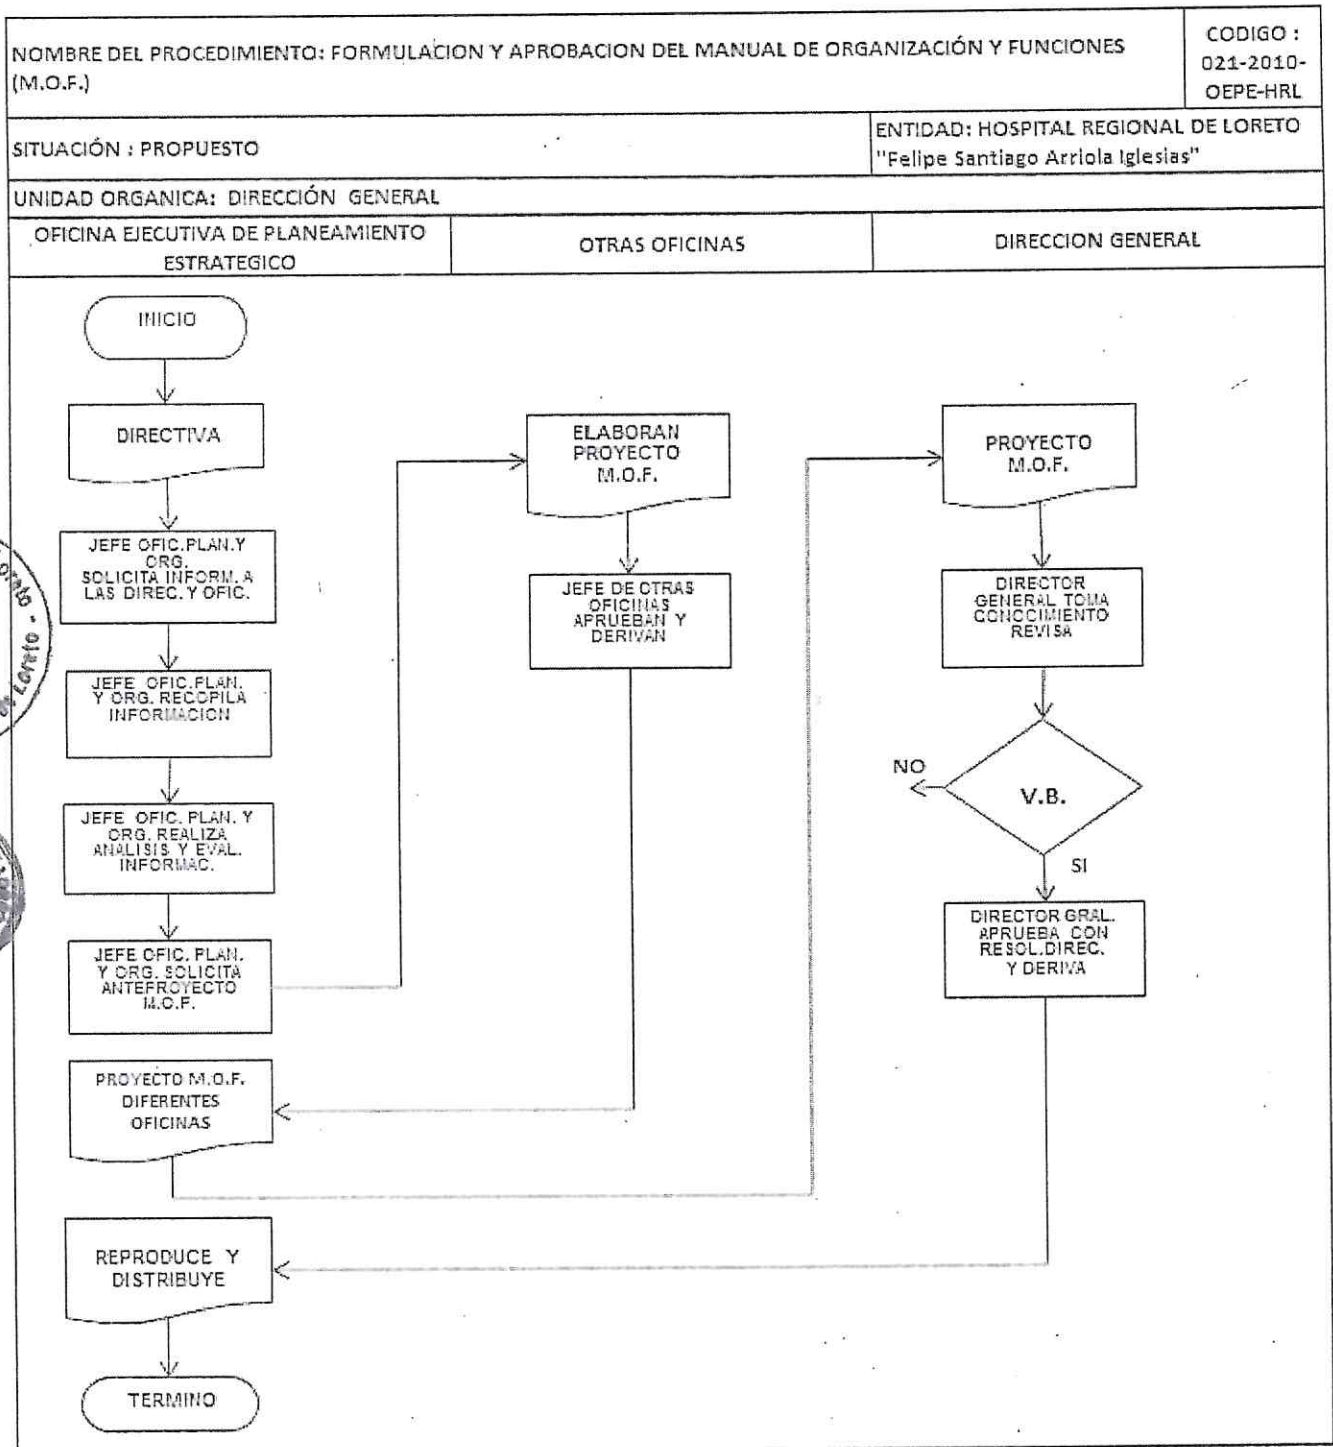 NOMBRE DEL PROCEDIMIENTO: FORMULACION Y APROBACION DEL MANUAL DE ORGANIZACIÓN Y FUNCIONES
(M.O.F.)
CODIGO :
021-2010-
OEPE-HRL
SITUACIÓN : PROPUESTO
ENTIDAD: HOSPITAL REGIONAL DE LORETO
"Felipe Santiago Arriola Iglesias"
UNIDAD ORGANICA: DIRECCIÓN GENERAL
OFICINA EJECUTIVA DE PLANEAMIENTO
ESTRATEGICO
OTRAS OFICINAS
DIRECCION GENERAL
INICIO
DIRECTIVA
JEFE OFIC.PLAN.Y
ORG.
SOLICITA INFORM. A
LAS DIREC. Y OFIC.
JEFE OFIC.PLAN.
Y ORG. RECOPILA
INFORMACION
JEFE OFIC. PLAN. Y
ORG. REALIZA
ANALISIS Y EVAL.
INFORMAC.
JEFE OFIC. PLAN.
Y ORG. SOLICITA
ANTEPROYECTO
M.O.F.
PROYECTO M.O.F.
DIFERENTES
OFICINAS
REPRODUCE Y
DISTRIBUYE
TERMINO
ELABORAN
PROYECTO
M.O.F.
JEFE DE OTRAS
OFICINAS
APRUEBAN Y
DERIVAN
PROYECTO
M.O.F.
DIRECTOR
GENERAL TOMA
CONOCIMIENTO
REVISA
V.B.
NO
SI
DIRECTOR GRAL.
APRUEBA CON
RESOL.DIREC.
Y DERIVA
Loreto